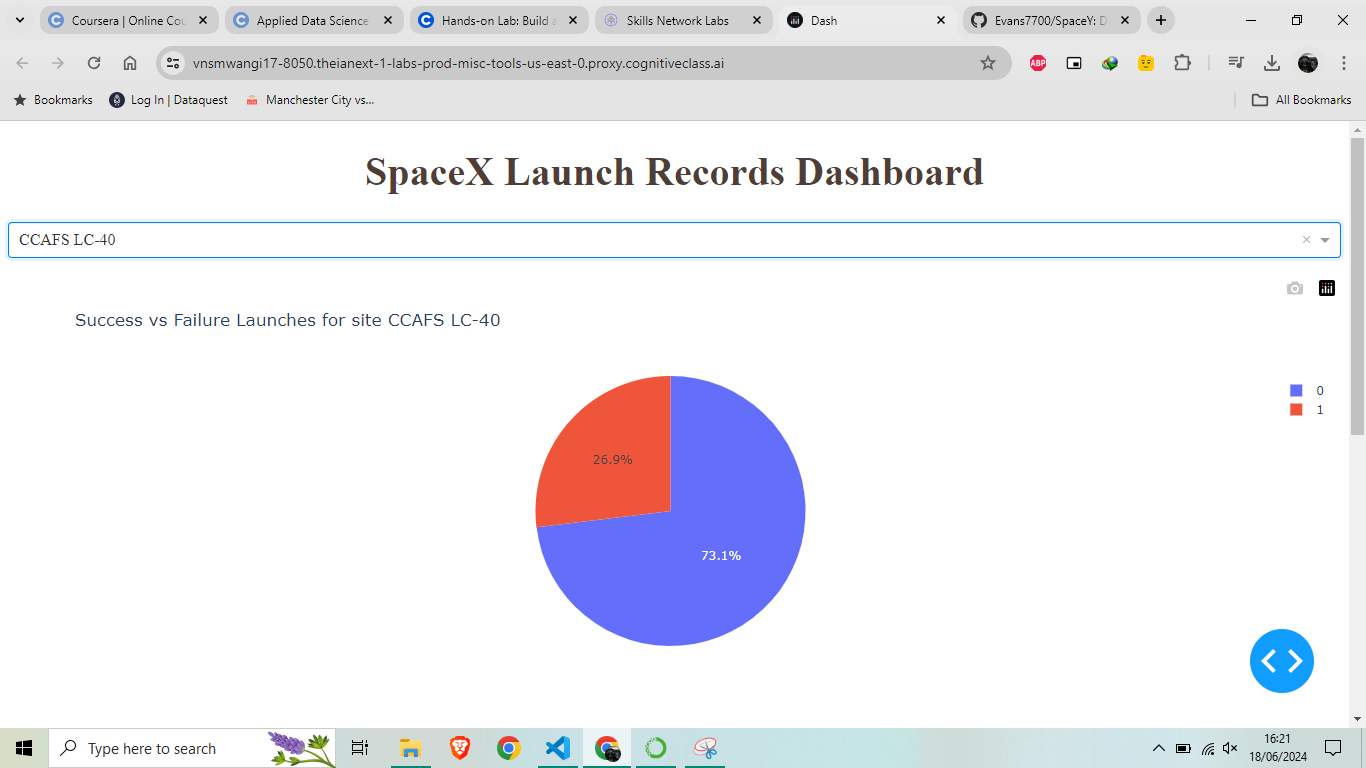 Coursera | Online Cou
Applied Data Science
Hands-on Lab: Build a
Skills Network Labs
Dash
Evans7700/SpaceY: D
vnsmwangi17-8050.theianext-1-labs-prod-misc-tools-us-east-0.proxy.cognitiveclass.ai
ABP
Bookmarks
Log In | Dataquest
Manchester City vs...
All Bookmarks
SpaceX Launch Records Dashboard
CCAFS LC-40
Success vs Failure Launches for site CCAFS LC-40
0
1
26.9%
73.1%
Type here to search
16:21
18/06/2024